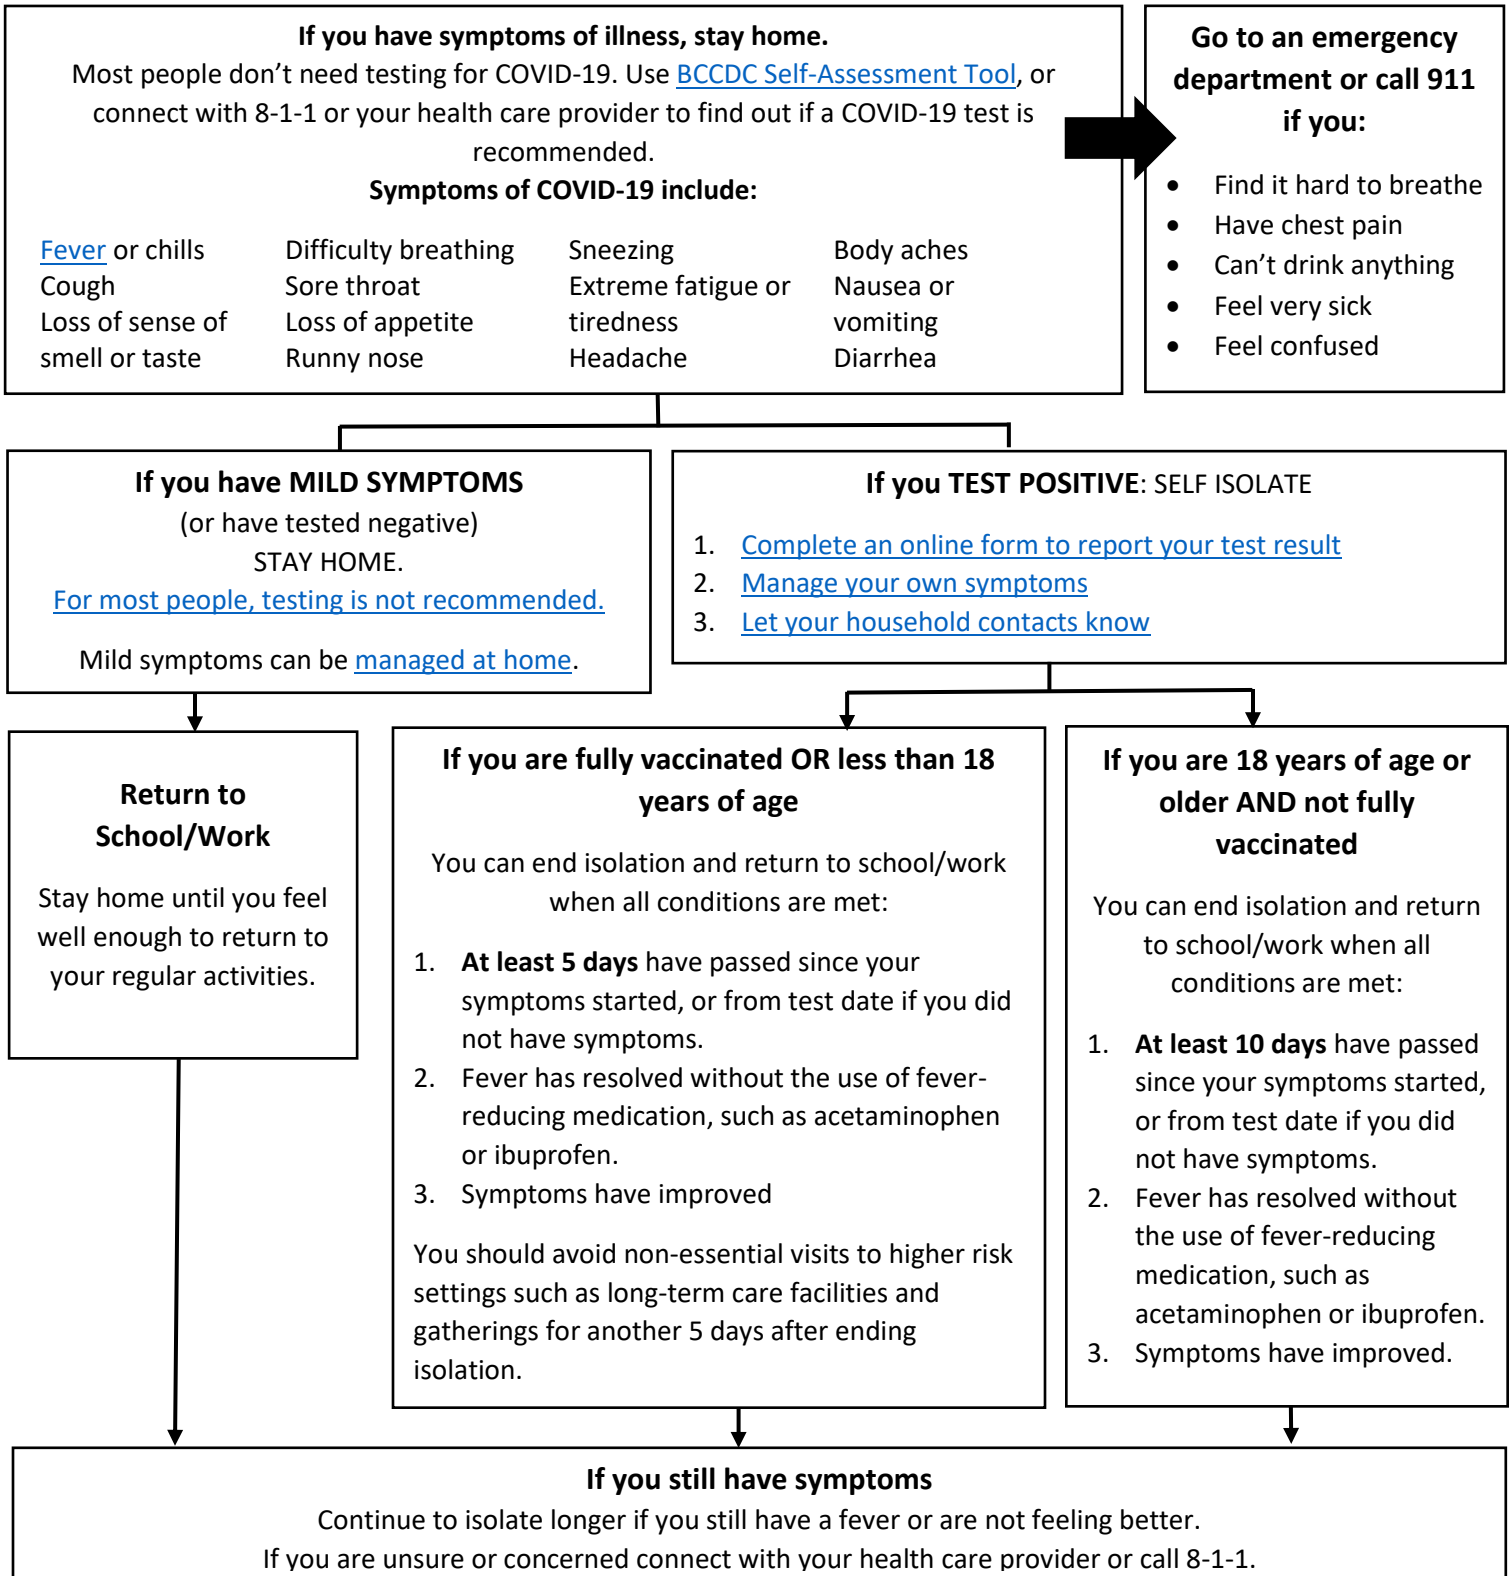 If you have symptoms of illness, stay home.
Most people don’t need testing for COVID-19. Use BCCDC Self-Assessment Tool, or
connect with 8-1-1 or your health care provider to find out if a COVID-19 test is
recommended.
Symptoms of COVID-19 include:
Fever or chills
Cough
Loss of sense of
smell or taste
Difficulty breathing
Sore throat
Loss of appetite
Runny nose
Sneezing
Extreme fatigue or
tiredness
Headache
Body aches
Nausea or
vomiting
Diarrhea
Go to an emergency
department or call 911
if you:
• Find it hard to breathe
• Have chest pain
• Can’t drink anything
• Feel very sick
• Feel confused
If you have MILD SYMPTOMS
(or have tested negative)
STAY HOME.
For most people, testing is not recommended.
Mild symptoms can be managed at home.
If you TEST POSITIVE: SELF ISOLATE
1. Complete an online form to report your test result
2. Manage your own symptoms
3. Let your household contacts know
Return to
School/Work
Stay home until you feel
well enough to return to
your regular activities.
If you are fully vaccinated OR less than 18
years of age
You can end isolation and return to school/work
when all conditions are met:
1. At least 5 days have passed since your
symptoms started, or from test date if you did
not have symptoms.
2. Fever has resolved without the use of fever-
reducing medication, such as acetaminophen
or ibuprofen.
3. Symptoms have improved
You should avoid non-essential visits to higher risk
settings such as long-term care facilities and
gatherings for another 5 days after ending
isolation.
If you are 18 years of age or
older AND not fully
vaccinated
You can end isolation and return
to school/work when all
conditions are met:
1. At least 10 days have passed
since your symptoms started,
or from test date if you did
not have symptoms.
2. Fever has resolved without
the use of fever-reducing
medication, such as
acetaminophen or ibuprofen.
3. Symptoms have improved.
If you still have symptoms
Continue to isolate longer if you still have a fever or are not feeling better.
If you are unsure or concerned connect with your health care provider or call 8-1-1.